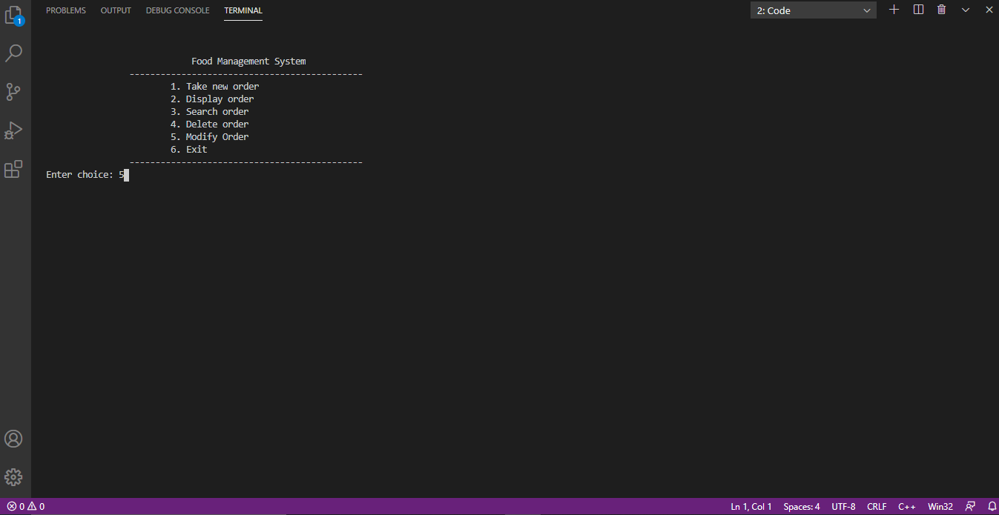 PROBLEMS OUTPUT DEBUG CONSOLE TERMINAL 2: Code
1
Food Management System
---------------------------------------------
1. Take new order
2. Display order
3. Search order
4. Delete order
5. Modify Order
6. Exit
---------------------------------------------
Enter choice: 5
0 0 Ln 1, Col 1 Spaces: 4 UTF-8 CRLF C++ Win32